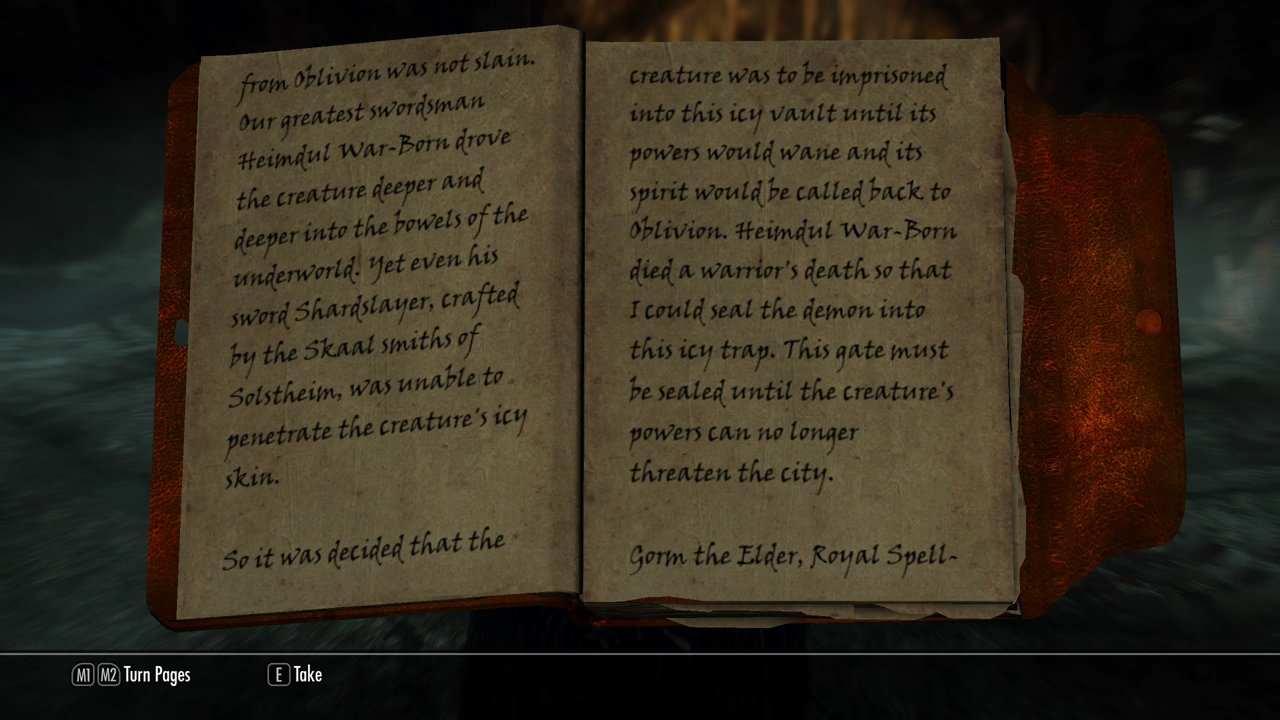 from Oblivion was not slain.
Our greatest swordsman
Heimdul War-Born drove
the creature deeper and
deeper into the bowels of the
underworld. Yet even his
sword Shardslayer, crafted
by the Skaal smiths of
Solstheim, was unable to
penetrate the creature's icy
skin.
So it was decided that the
creature was to be imprisoned
into this icy vault until its
powers would wane and its
spirit would be called back to
Oblivion. Heimdul War-Born
died a warrior's death so that
I could seal the demon into
this icy trap. This gate must
be sealed until the creature's
powers can no longer
threaten the city.
Gorm the Elder, Royal Spell-
M1 M2 Turn Pages
E Take